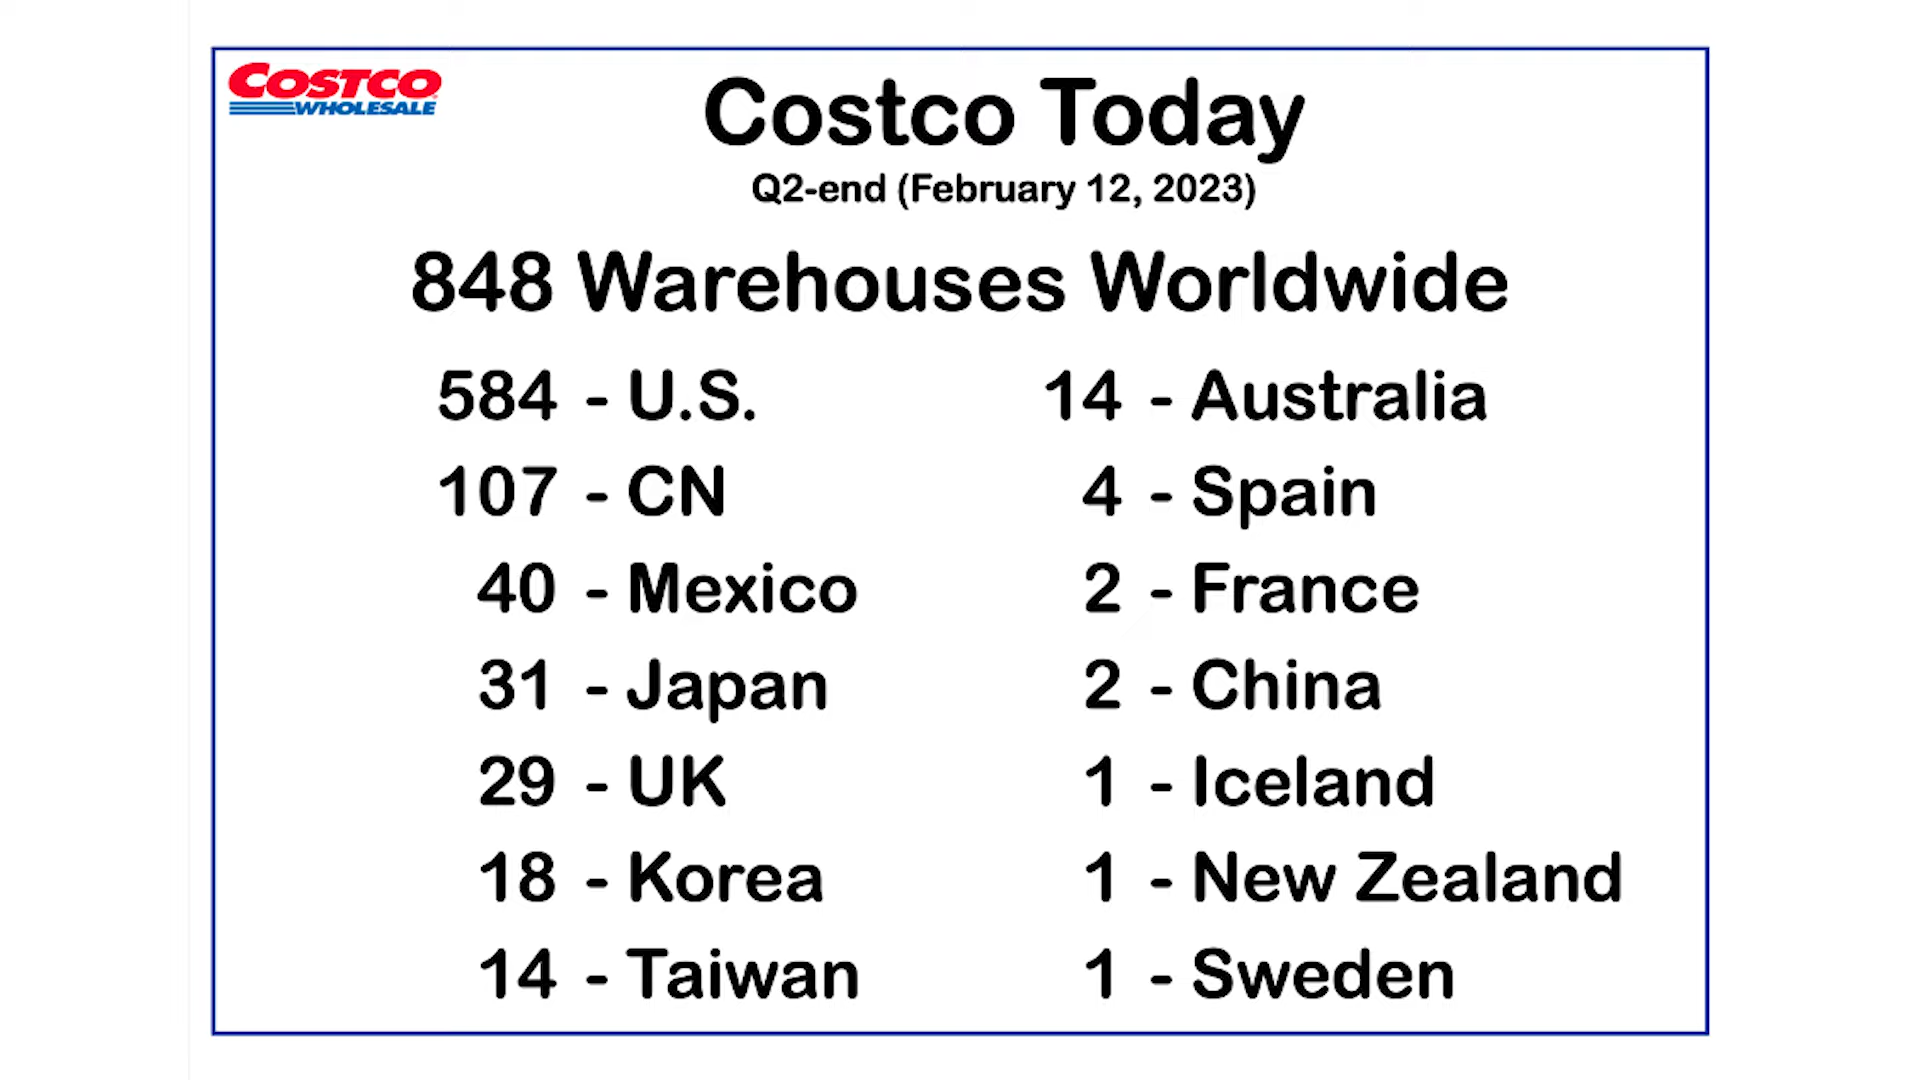 COSTCO
WHOLESALE
Costco Today
Q2-end (February 12, 2023)
848 Warehouses Worldwide
584 - U.S.
107 - CN
40 - Mexico
31 - Japan
29 - UK
18 - Korea
14 - Taiwan
14 - Australia
4 - Spain
2 - France
2 - China
1 - Iceland
1 - New Zealand
1 - Sweden